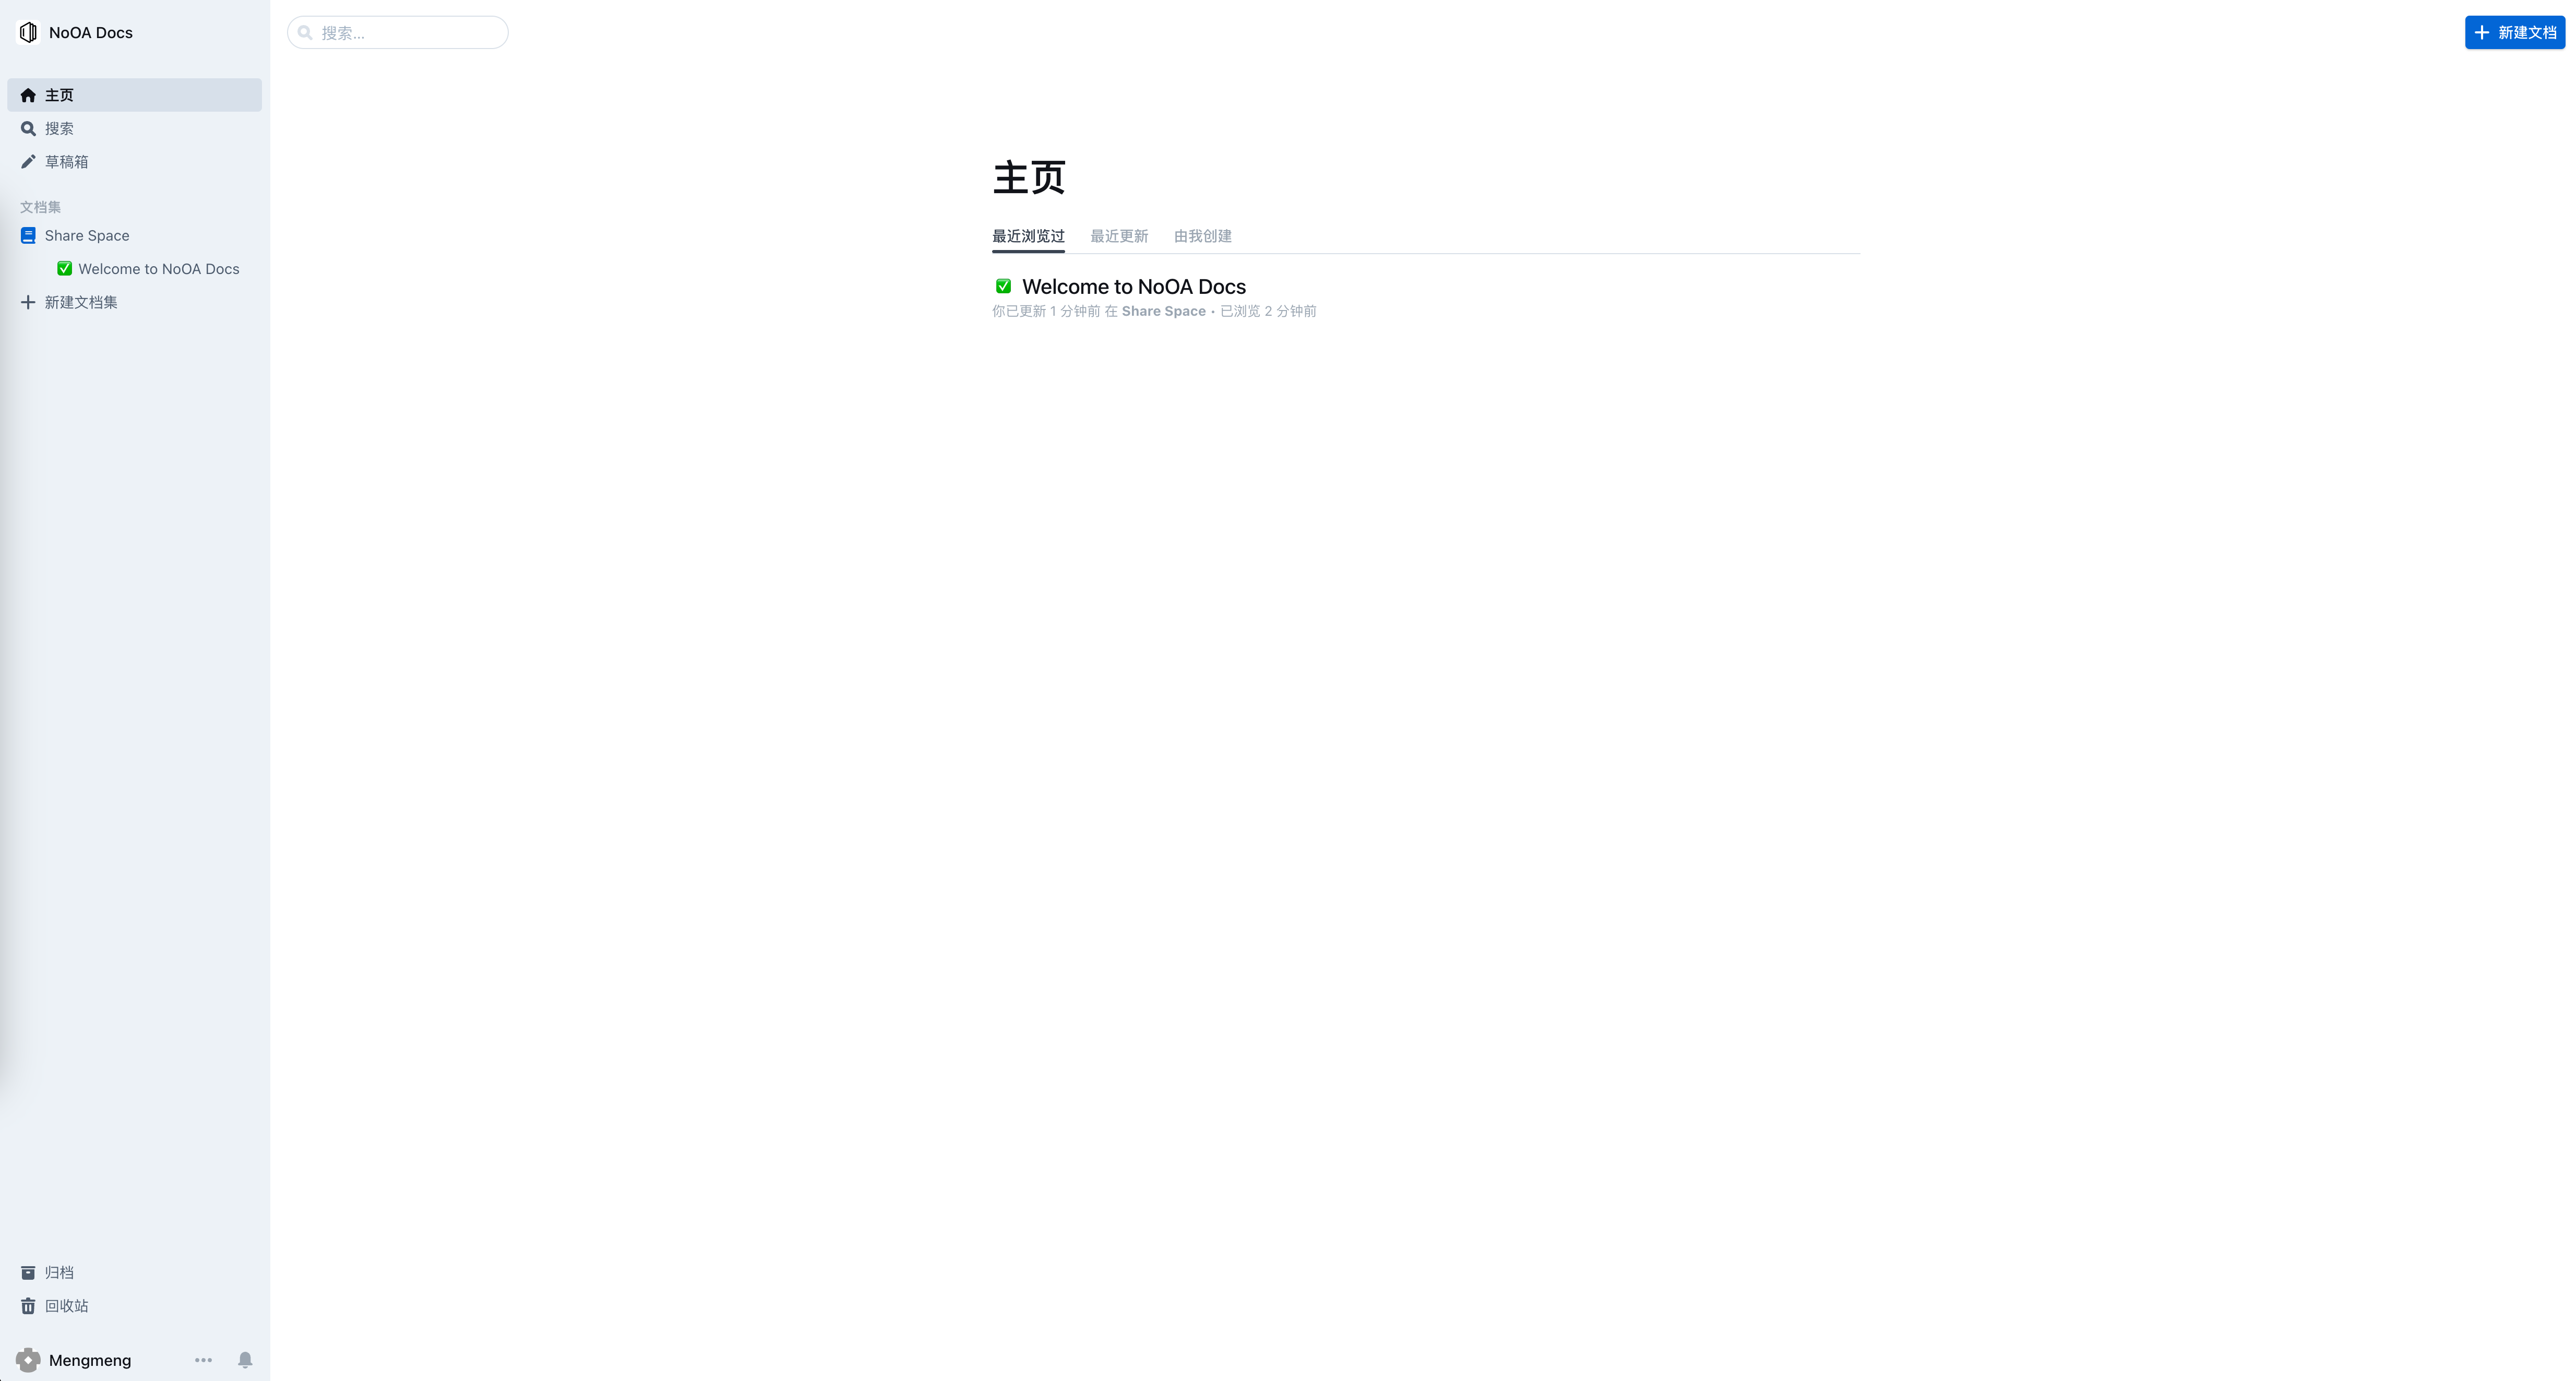 NoOA Docs
主页
搜索
草稿箱
文档集
Share Space
Welcome to NoOA Docs
新建文档集
归档
回收站
Mengmeng
搜索...
新建文档
主页
最近浏览过 最近更新 由我创建
Welcome to NoOA Docs
你已更新 1 分钟前 在 Share Space • 已浏览 2 分钟前